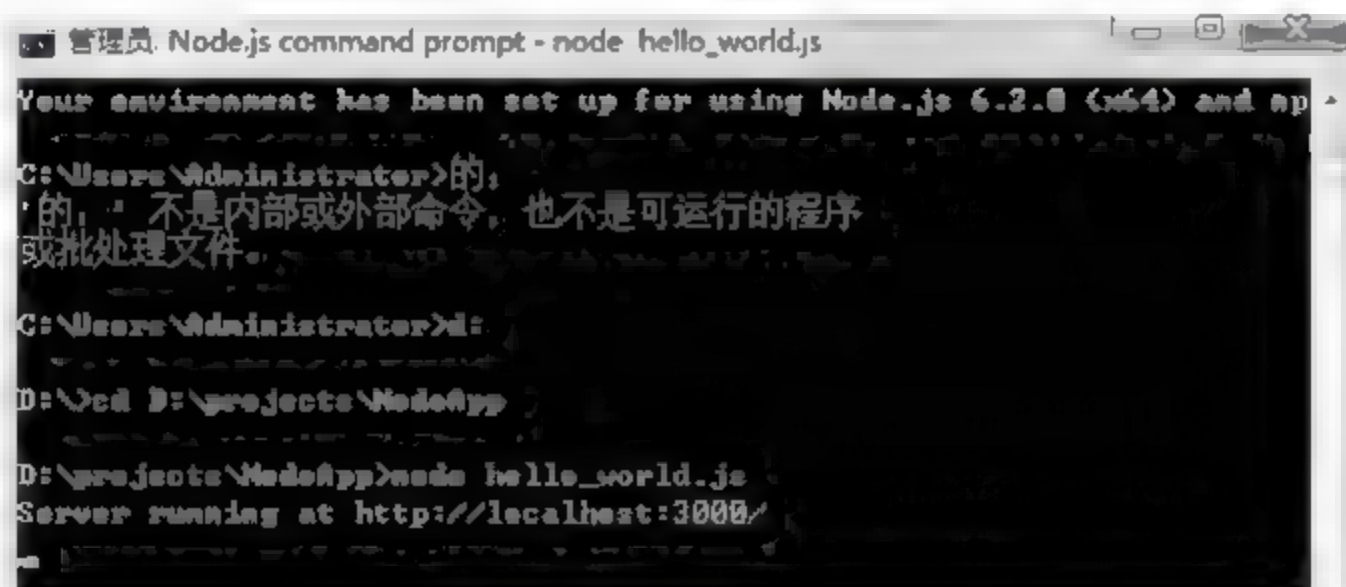 管理员: Node.js command prompt - node hello_world.js
Your environment has been set up for using Node.js 6.2.0 (x64) and np
C:\Users\Administrator>的;
'的;' 不是内部或外部命令，也不是可运行的程序
或批处理文件。
C:\Users\Administrator>d:
D:\>cd D:\projects\NodeApp
D:\projects\NodeApp>node hello_world.js
Server running at http://localhost:3000/